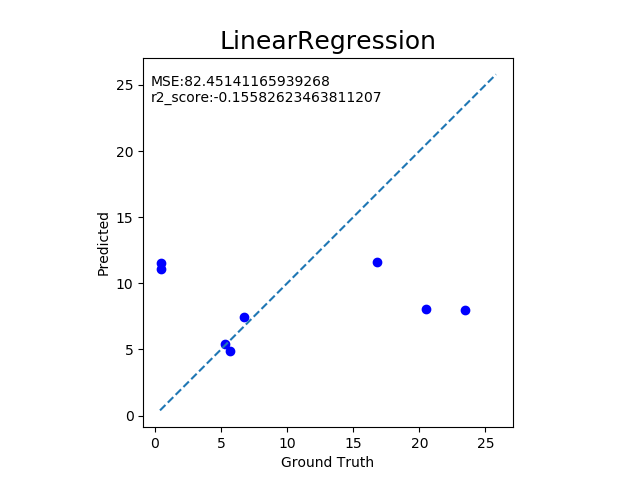 LinearRegression
MSE:82.45141165939268
r2_score:-0.15582623463811207
25
20
15
10
5
0
Predicted
0 5 10 15 20 25
Ground Truth